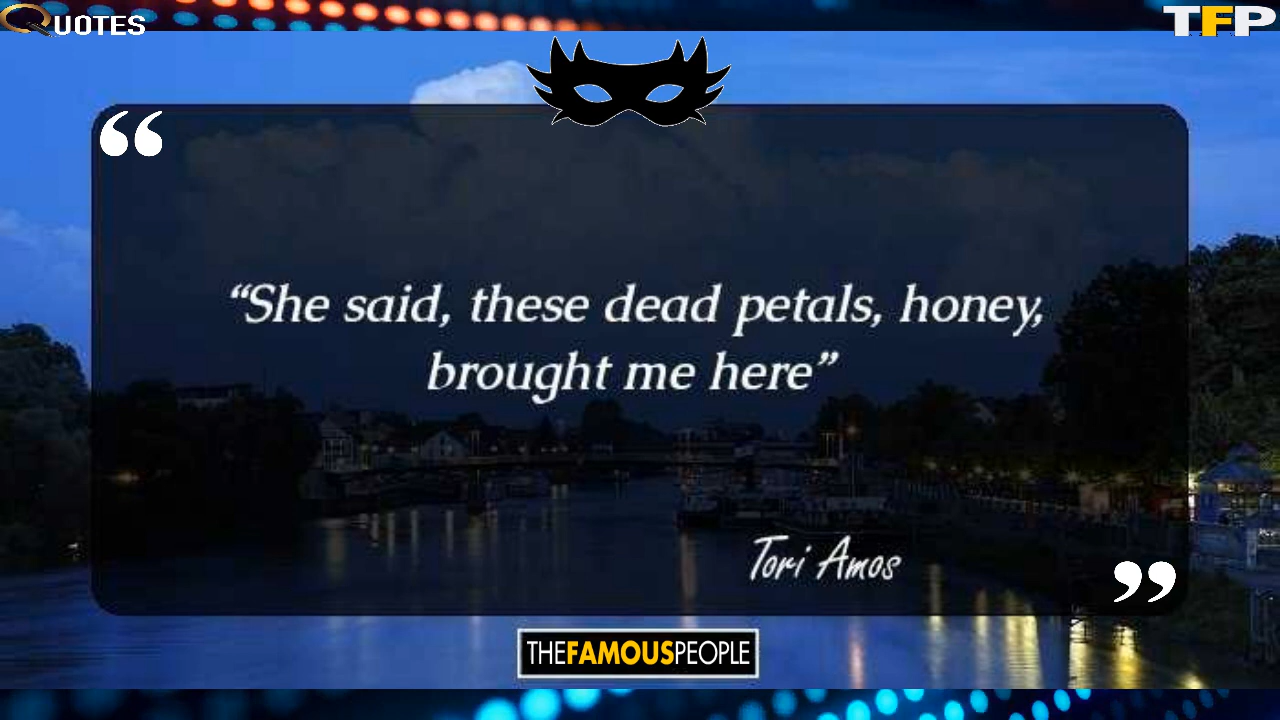 QUOTES
TFP
“
“She said, these dead petals, honey,
brought me here”
Tori Amos
”
THEFAMOUSPEOPLE